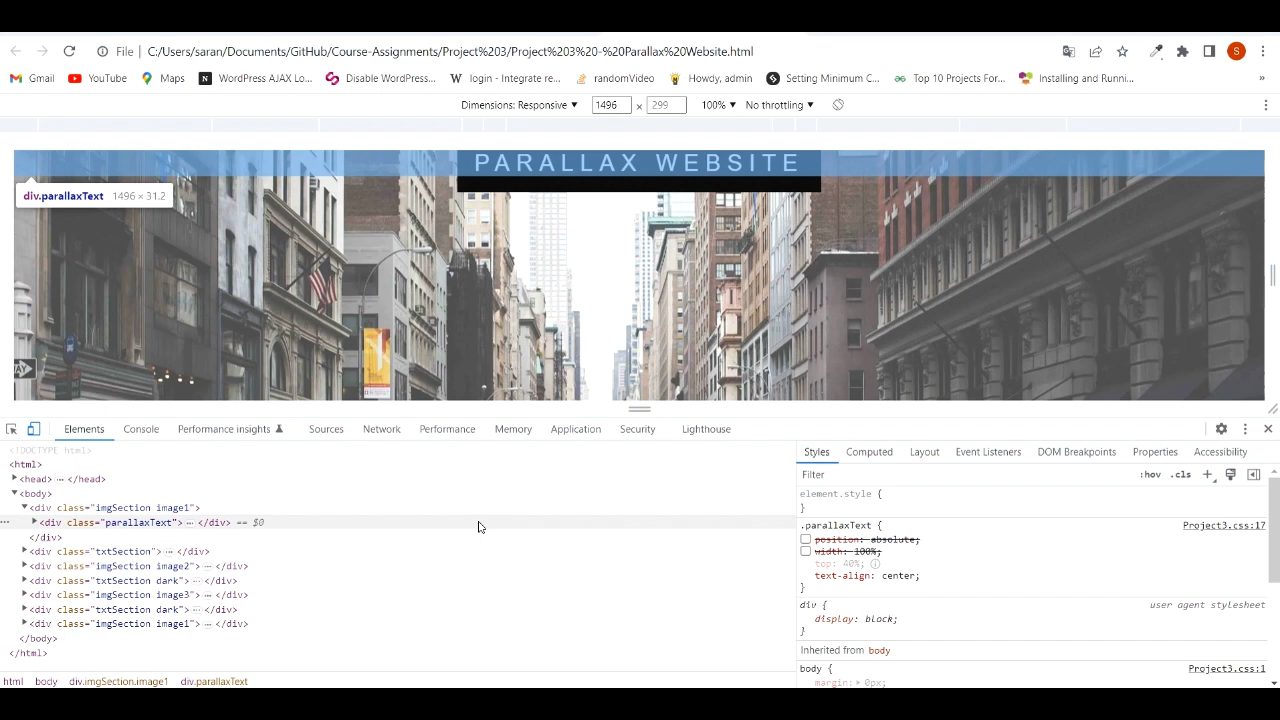 File C:/Users/saran/Documents/GitHub/Course-Assignments/Project%203/Project%203%20-%20Parallax%20Website.html S
Gmail YouTube Maps WordPress AJAX Lo... Disable WordPress... login - Integrate re... randomVideo Howdy, admin Setting Minimum C... Top 10 Projects For... Installing and Runni... »
Dimensions: Responsive 1496 × 299 100% No throttling
PARALLAX WEBSITE
div.parallaxText 1496 × 31.2
Elements Console Performance insights Sources Network Performance Memory Application Security Lighthouse
<!DOCTYPE html>
<html>
<head> … </head>
<body>
<div class="imgSection image1">
<div class="parallaxText"> … </div> == $0
</div>
<div class="txtSection"> … </div>
<div class="imgSection image2"> … </div>
<div class="txtSection dark"> … </div>
<div class="imgSection image3"> … </div>
<div class="txtSection dark"> … </div>
<div class="imgSection image1"> … </div>
</body>
</html>
html body div.imgSection.image1 div.parallaxText
Styles Computed Layout Event Listeners DOM Breakpoints Properties Accessibility
Filter :hov .cls +
element.style {
}
.parallaxText { Project3.css:17
position: absolute;
width: 100%;
top: 40%;
text-align: center;
}
div { user agent stylesheet
display: block;
}
Inherited from body
body { Project3.css:1
margin: 0px;